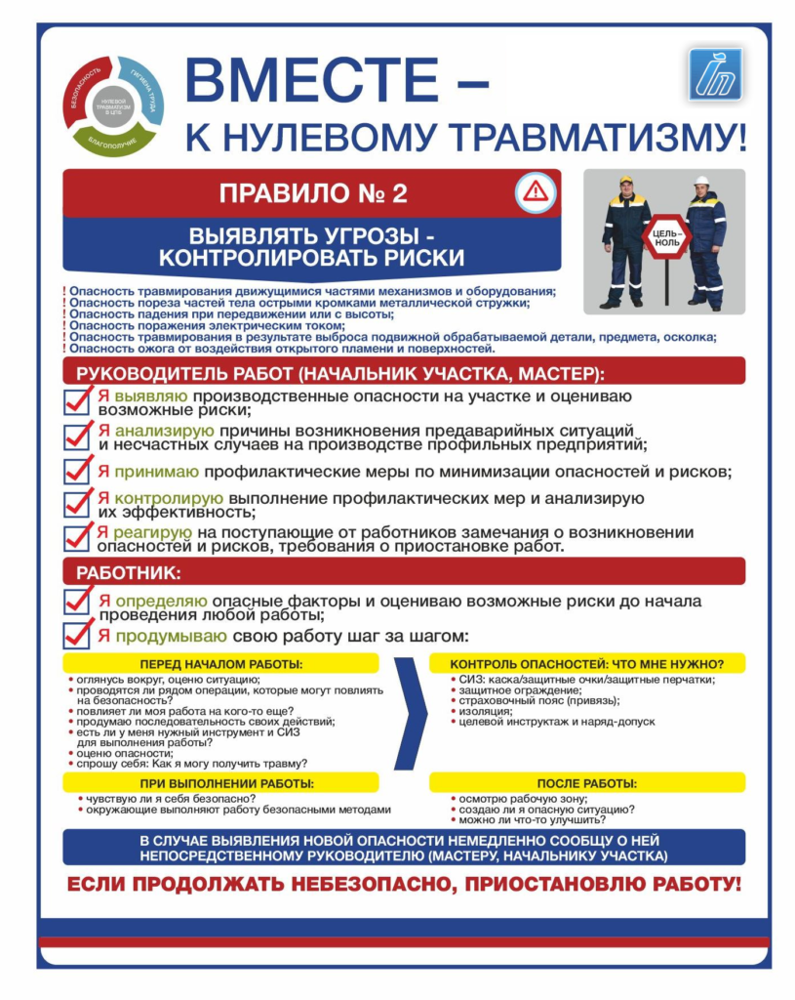 БЕЗОПАСНОСТЬ
ГИГИЕНА ТРУДА
НУЛЕВОЙ
ТРАВМАТИЗМ
В ЦПБ
БЛАГОПОЛУЧИЕ
ВМЕСТЕ –
К НУЛЕВОМУ ТРАВМАТИЗМУ!
ПРАВИЛО № 2
ВЫЯВЛЯТЬ УГРОЗЫ -
КОНТРОЛИРОВАТЬ РИСКИ
ЦЕЛЬ–
НОЛЬ
! Опасность травмирования движущимися частями механизмов и оборудования;
! Опасность пореза частей тела острыми кромками металлической стружки;
! Опасность падения при передвижении или с высоты;
! Опасность поражения электрическим током;
! Опасность травмирования в результате выброса подвижной обрабатываемой детали, предмета, осколка;
! Опасность ожога от воздействия открытого пламени и поверхностей.
РУКОВОДИТЕЛЬ РАБОТ (НАЧАЛЬНИК УЧАСТКА, МАСТЕР):
Я выявляю производственные опасности на участке и оцениваю
возможные риски;
Я анализирую причины возникновения предаварийных ситуаций
и несчастных случаев на производстве профильных предприятий;
Я принимаю профилактические меры по минимизации опасностей и рисков;
Я контролирую выполнение профилактических мер и анализирую
их эффективность;
Я реагирую на поступающие от работников замечания о возникновении
опасностей и рисков, требования о приостановке работ.
РАБОТНИК:
Я определяю опасные факторы и оцениваю возможные риски до начала
проведения любой работы;
Я продумываю свою работу шаг за шагом:
ПЕРЕД НАЧАЛОМ РАБОТЫ:
• оглянусь вокруг, оценю ситуацию;
• проводятся ли рядом операции, которые могут повлиять
на безопасность?
• повлияет ли моя работа на кого-то еще?
• продумаю последовательность своих действий;
• есть ли у меня нужный инструмент и СИЗ
для выполнения работы?
• оценю опасности;
• спрошу себя: Как я могу получить травму?
КОНТРОЛЬ ОПАСНОСТЕЙ: ЧТО МНЕ НУЖНО?
• СИЗ: каска/защитные очки/защитные перчатки;
• защитное ограждение;
• страховочный пояс (привязь);
• изоляция;
• целевой инструктаж и наряд-допуск
ПРИ ВЫПОЛНЕНИИ РАБОТЫ:
• чувствую ли я себя безопасно?
• окружающие выполняют работу безопасными методами
ПОСЛЕ РАБОТЫ:
• осмотрю рабочую зону;
• создаю ли я опасную ситуацию?
• можно ли что-то улучшить?
В СЛУЧАЕ ВЫЯВЛЕНИЯ НОВОЙ ОПАСНОСТИ НЕМЕДЛЕННО СООБЩУ О НЕЙ
НЕПОСРЕДСТВЕННОМУ РУКОВОДИТЕЛЮ (МАСТЕРУ, НАЧАЛЬНИКУ УЧАСТКА)
ЕСЛИ ПРОДОЛЖАТЬ НЕБЕЗОПАСНО, ПРИОСТАНОВЛЮ РАБОТУ!